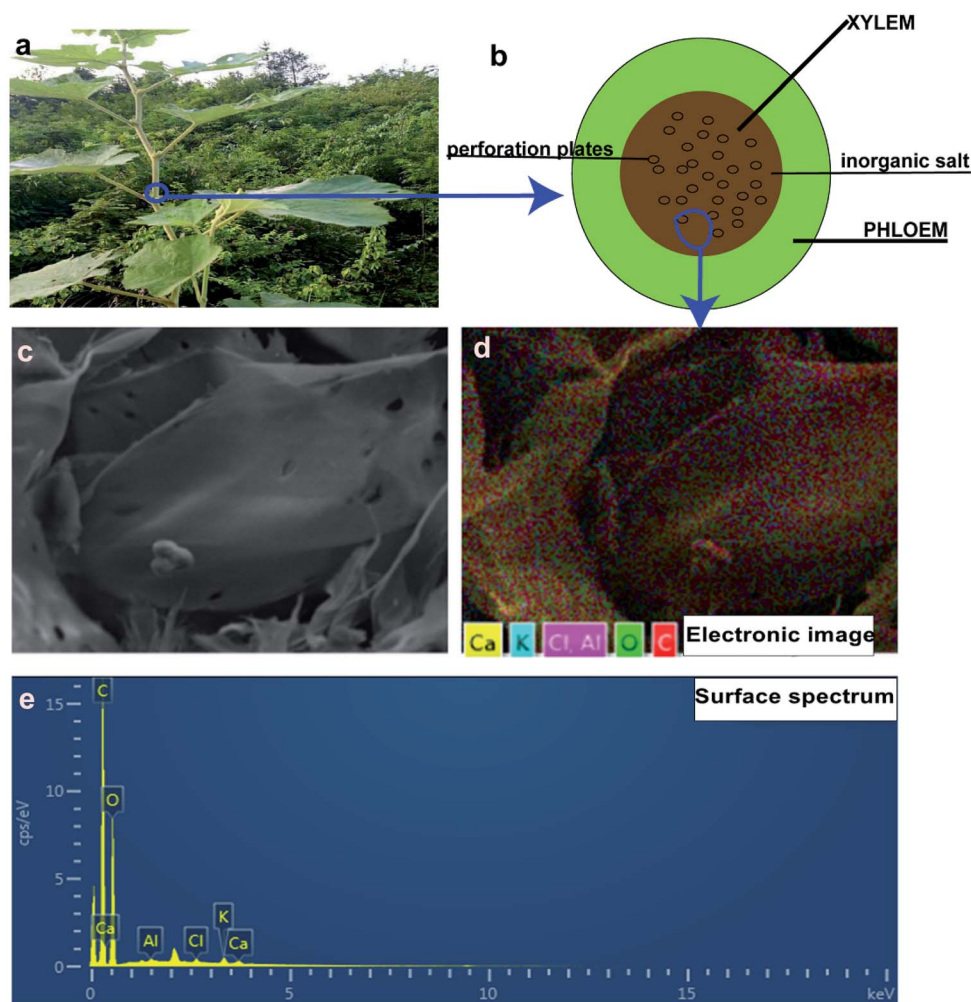 a
b
XYLEM
perforation plates
inorganic salt
PHLOEM
c
d
Ca K Cl, Al O C Electronic image
e
Surface spectrum
C
15
O
10
cps/eV
5
K
Ca Al Cl Ca
0
0 5 10 15 keV